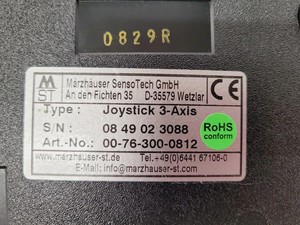 0829R
M
ST
Märzhäuser SensoTech GmbH
An den Fichten 35 D-35579 Wetzlar
CE
Type : Joystick 3-Axis
S/N : 08 49 02 3088
Art.-No.: 00-76-300-0812
RoHS
conform
www.marzhauser-st.com Tel.+49(0)6441 67106-0
E-Mail : info@marzhauser-st.com